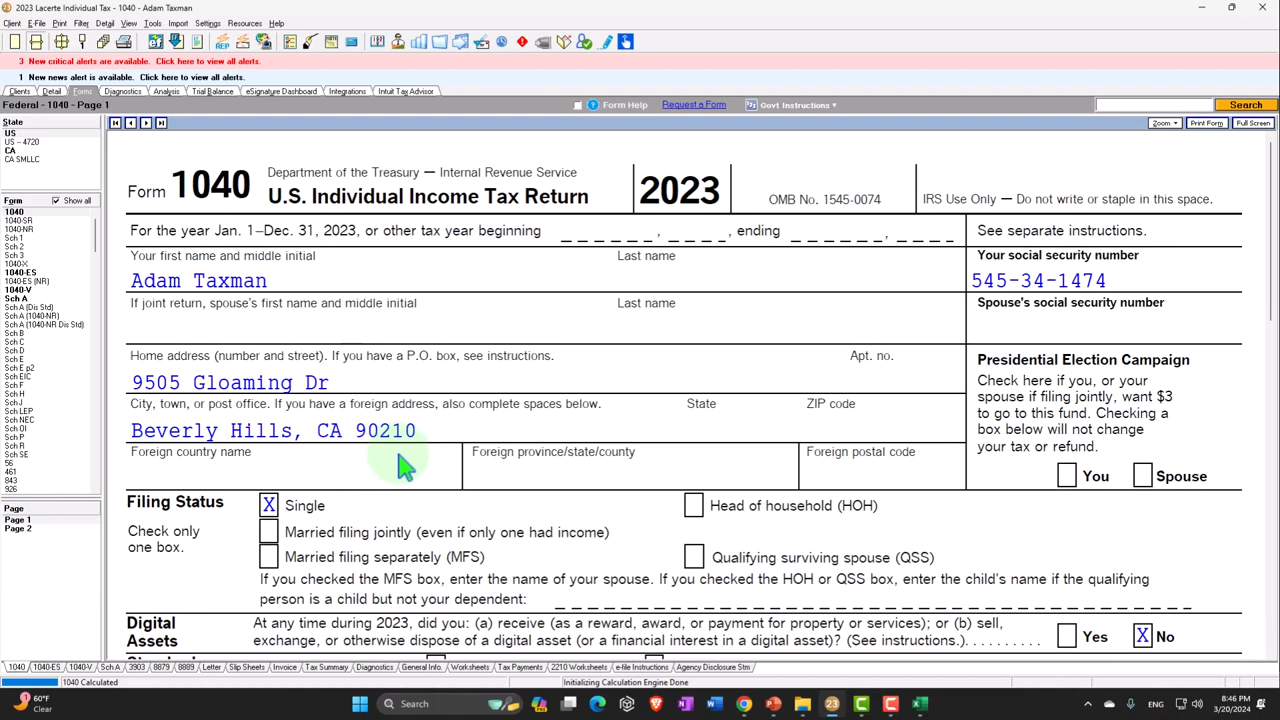 2023 Lacerte Individual Tax - 1040 - Adam Taxman
Client E-File Print Filter Detail View Tools Import Settings Resources Help
3 New critical alerts are available. Click here to view all alerts.
1 New news alert is available. Click here to view all alerts.
Clients Detail Forms Diagnostics Analysis Trial Balance eSignature Dashboard Integrations Intuit Tax Advisor
Federal - 1040 - Page 1
Form Help Request a Form Govt Instructions Search
State
US
US – 4720
CA
CA SMLLC
Zoom Print Form Full Screen
Form Show all
1040
1040-SR
1040-NR
Sch 1
Sch 2
Sch 3
1040-X
1040-ES
1040-ES (NR)
1040-V
Sch A
Sch A (Dis Std)
Sch A (1040-NR)
Sch A (1040-NR Dis Std)
Sch B
Sch C
Sch D
Sch E
Sch E p2
Sch EIC
Sch F
Sch H
Sch J
Sch LEP
Sch NEC
Sch OI
Sch P
Sch R
Sch SE
56
461
843
926
Page
Page 1
Page 2
Form 1040
Department of the Treasury — Internal Revenue Service
U.S. Individual Income Tax Return
2023
OMB No. 1545-0074
IRS Use Only — Do not write or staple in this space.
For the year Jan. 1–Dec. 31, 2023, or other tax year beginning , , ending , See separate instructions.
Your first name and middle initial Last name Your social security number
Adam Taxman 545-34-1474
If joint return, spouse's first name and middle initial Last name Spouse's social security number
Home address (number and street). If you have a P.O. box, see instructions. Apt. no.
9505 Gloaming Dr
City, town, or post office. If you have a foreign address, also complete spaces below. State ZIP code
Beverly Hills, CA 90210
Foreign country name Foreign province/state/county Foreign postal code
Presidential Election Campaign
Check here if you, or your
spouse if filing jointly, want $3
to go to this fund. Checking a
box below will not change
your tax or refund.
You Spouse
Filing Status
Check only
one box.
X Single Head of household (HOH)
Married filing jointly (even if only one had income)
Married filing separately (MFS) Qualifying surviving spouse (QSS)
If you checked the MFS box, enter the name of your spouse. If you checked the HOH or QSS box, enter the child's name if the qualifying
person is a child but not your dependent:
Digital
Assets
At any time during 2023, did you: (a) receive (as a reward, award, or payment for property or services); or (b) sell,
exchange, or otherwise dispose of a digital asset (or a financial interest in a digital asset)? (See instructions.) . . . . . . . . . . Yes X No
1040 1040-ES 1040-V Sch A 3903 8879 8889 Letter Slip Sheets Invoice Tax Summary Diagnostics General Info. Worksheets Tax Payments 2210 Worksheets e-file Instructions Agency Disclosure Stm
1040 Calculated Initializing Calculation Engine Done
60°F
Clear
Search
ENG
8:46 PM
3/20/2024